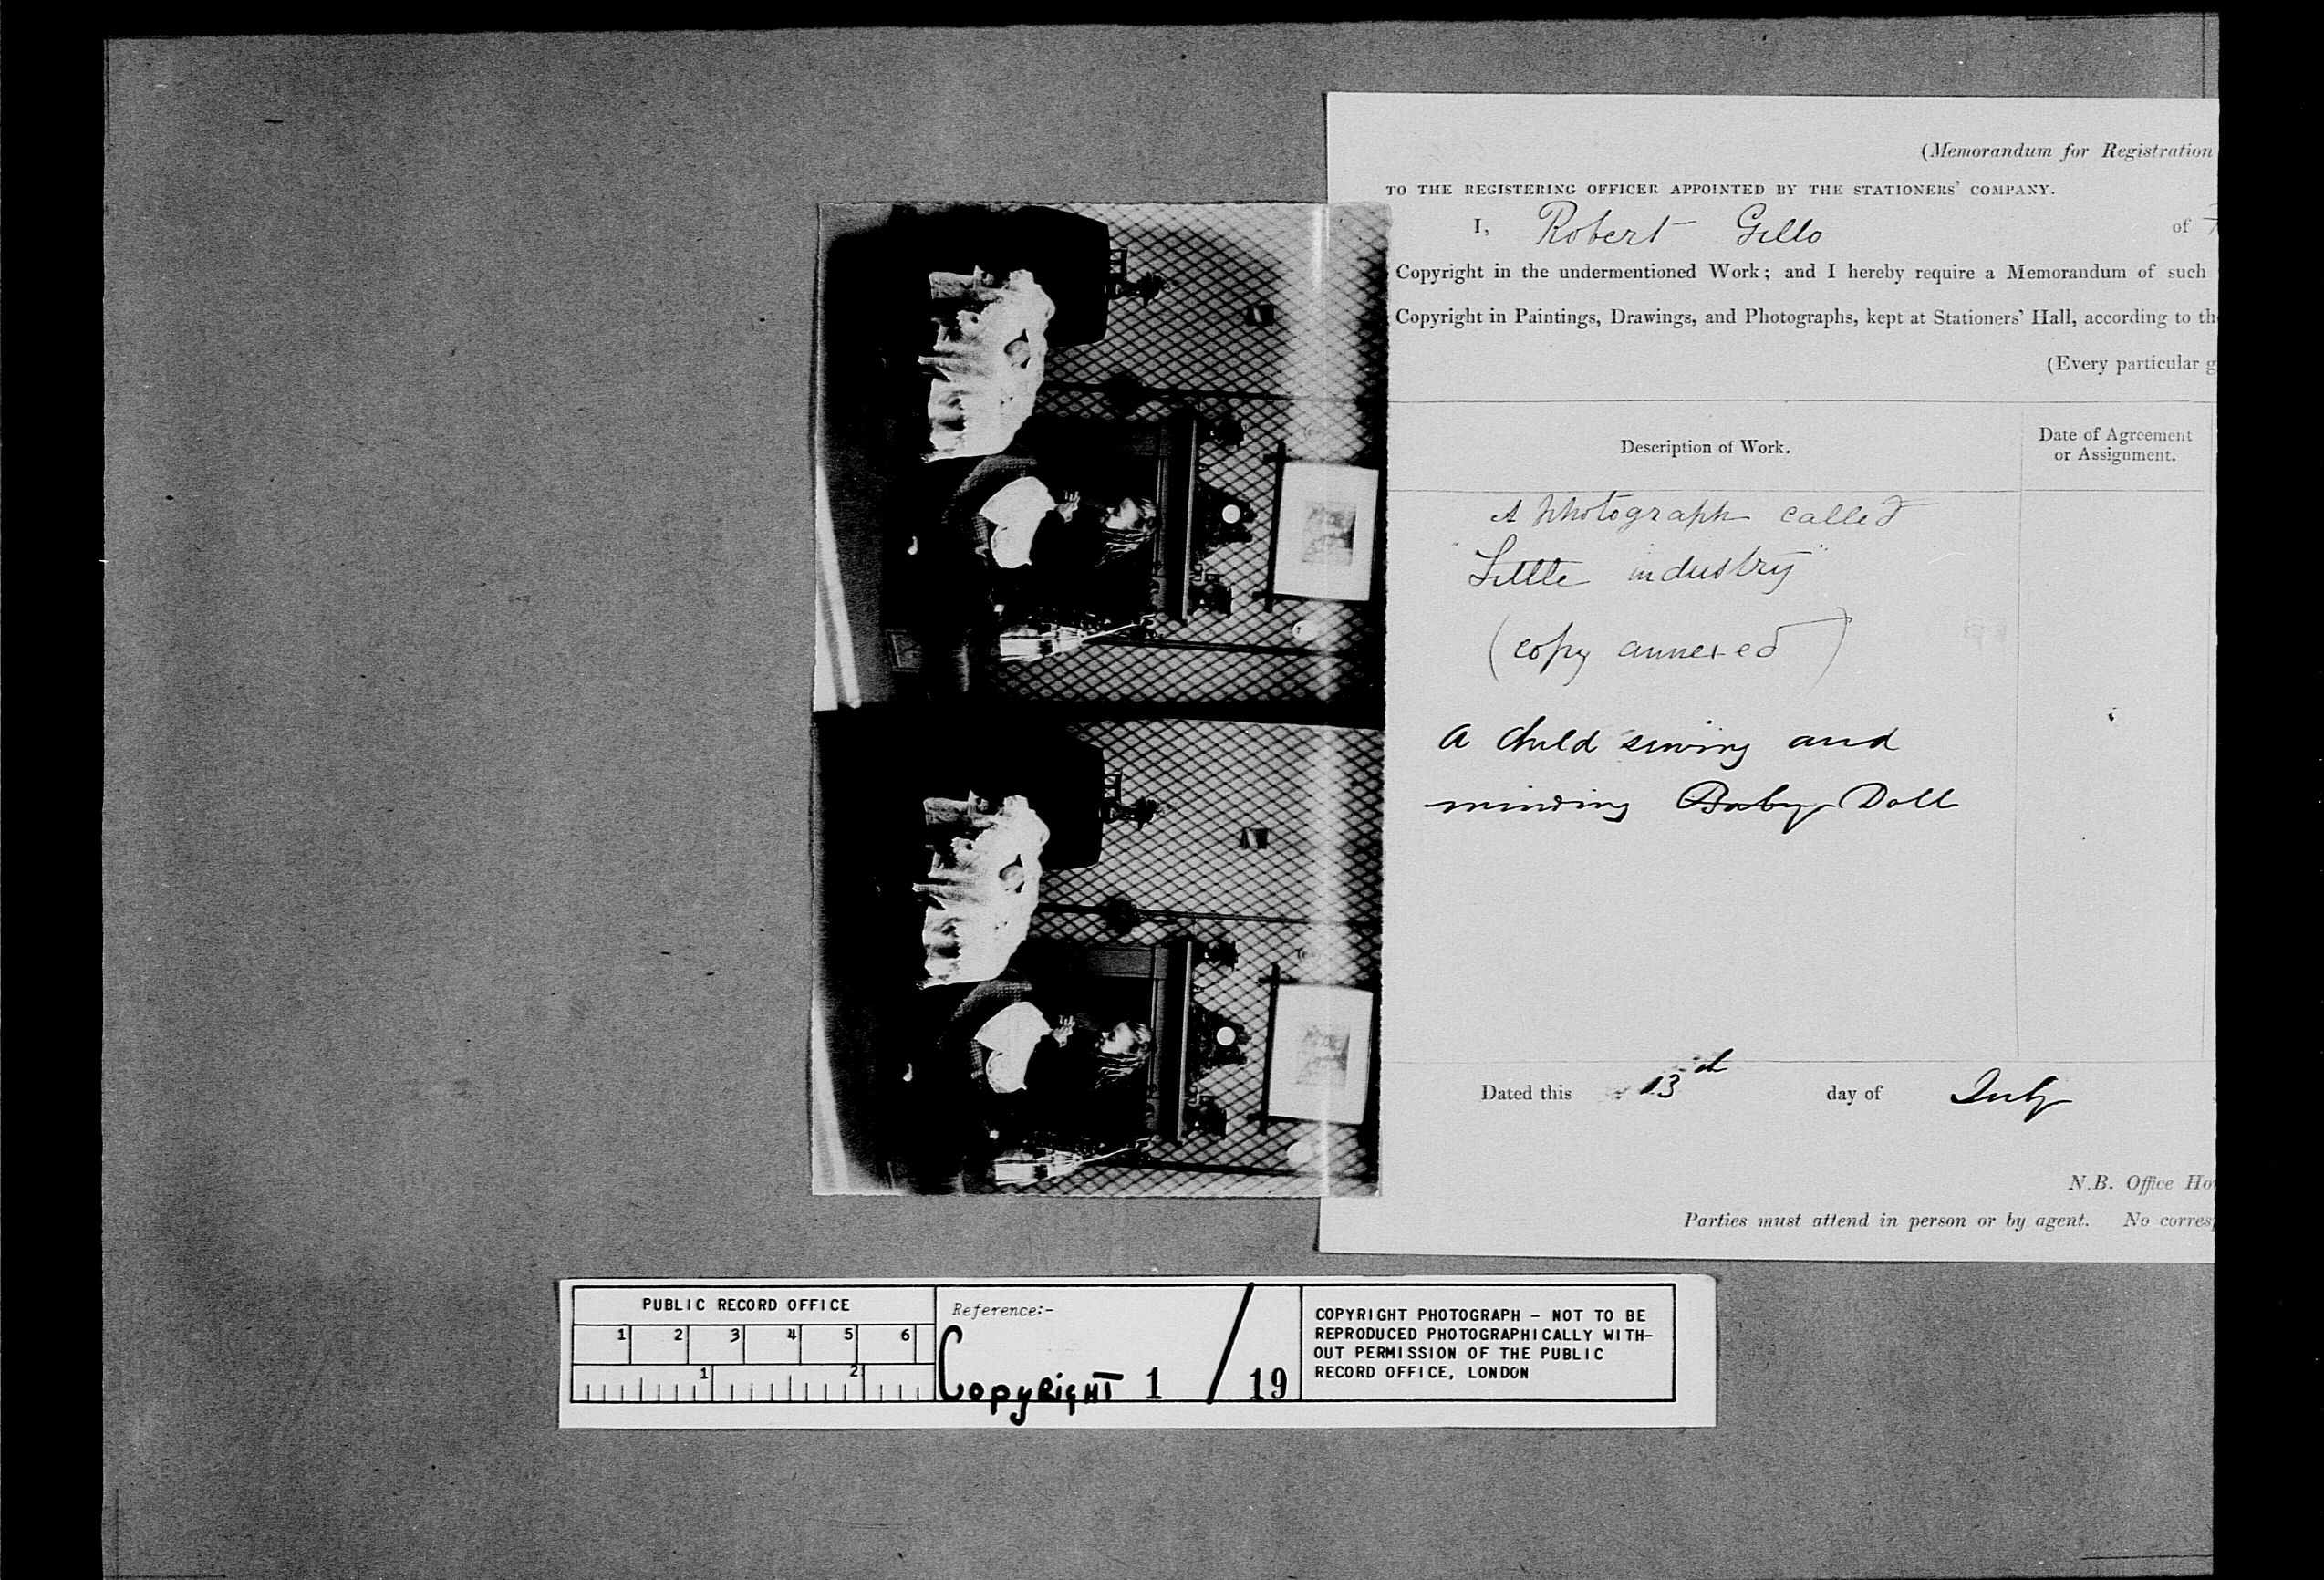 (Memorandum for Registration
TO THE REGISTERING OFFICER APPOINTED BY THE STATIONERS' COMPANY.
I, Robert Gillo of
Copyright in the undermentioned Work; and I hereby require a Memorandum of such
Copyright in Paintings, Drawings, and Photographs, kept at Stationers' Hall, according to th
(Every particular g
Description of Work.
Date of Agreement
or Assignment.
A photograph called
"Little industry"
(copy annexed)
A Child sewing and
minding Baby Doll
Dated this 13th day of July
N.B. Office Ho
Parties must attend in person or by agent. No corres
PUBLIC RECORD OFFICE
1 2 3 4 5 6
1 2
Reference:-
Copyright 1 / 19
COPYRIGHT PHOTOGRAPH - NOT TO BE
REPRODUCED PHOTOGRAPHICALLY WITH-
OUT PERMISSION OF THE PUBLIC
RECORD OFFICE, LONDON